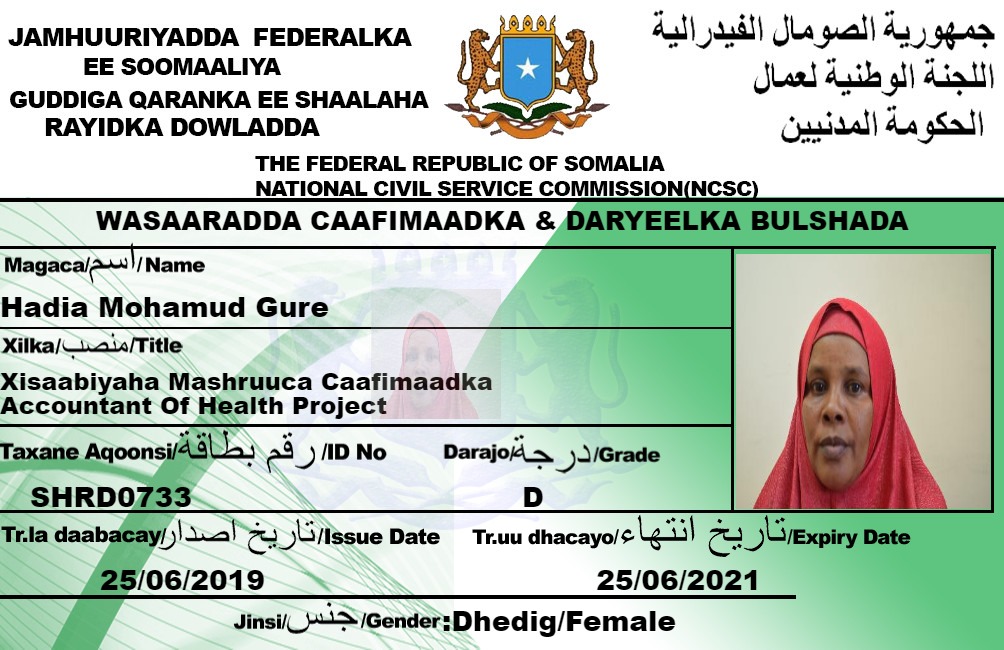 JAMHUURIYADDA FEDERALKA
EE SOOMAALIYA
GUDDIGA QARANKA EE SHAALAHA
RAYIDKA DOWLADDA
جمهورية الصومال الفيدرالية
اللجنة الوطنية لعمال
الحكومة المدنيين
THE FEDERAL REPUBLIC OF SOMALIA
NATIONAL CIVIL SERVICE COMMISSION(NCSC)
WASAARADDA CAAFIMAADKA & DARYEELKA BULSHADA
Magaca/اسم/Name
Hadia Mohamud Gure
Xilka/منصب/Title
Xisaabiyaha Mashruuca Caafimaadka
Accountant Of Health Project
Taxane Aqoonsi/رقم بطاقة/ID No
Darajo/درجة/Grade
SHRD0733
D
Tr.la daabacay/تاريخ اصدار/Issue Date
Tr.uu dhacayo/تاريخ انتهاء/Expiry Date
25/06/2019
25/06/2021
Jinsi/جنس/Gender:Dhedig/Female